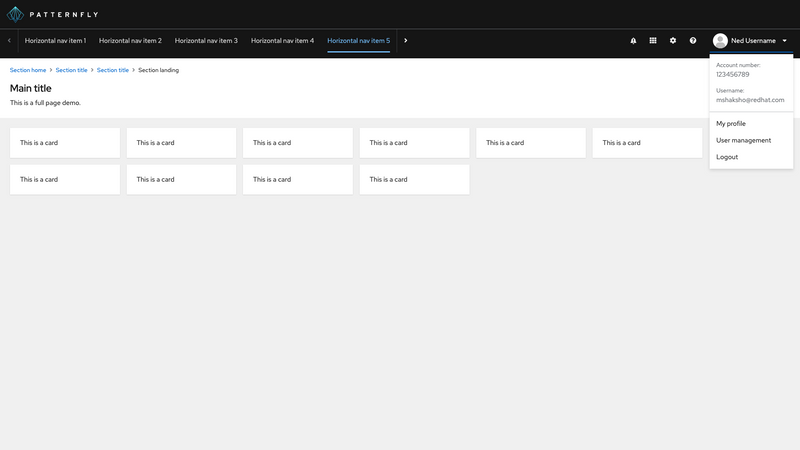 PATTERNFLY
Horizontal nav item 1 Horizontal nav item 2 Horizontal nav item 3 Horizontal nav item 4 Horizontal nav item 5
Ned Username
Account number:
123456789
Username:
mshaksho@redhat.com
My profile
User management
Logout
Section home Section title Section title Section landing
Main title
This is a full page demo.
This is a card This is a card This is a card This is a card This is a card This is a card
This is a card This is a card This is a card This is a card